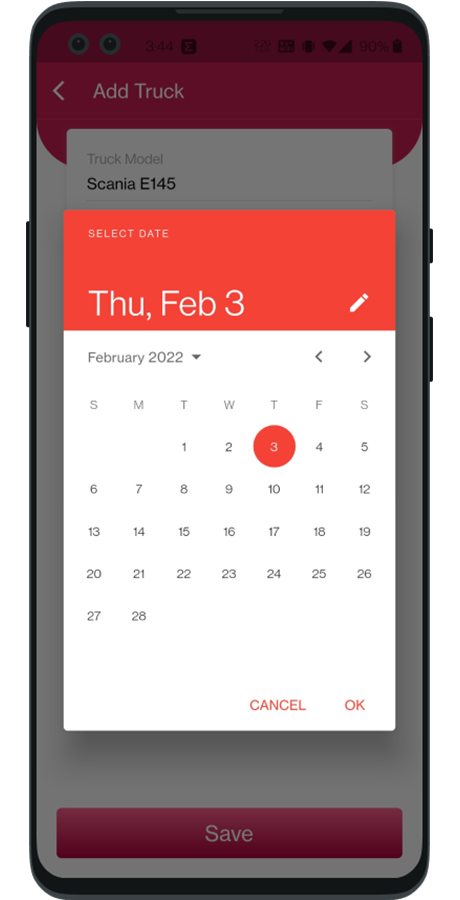 3:44 90%
Add Truck
Truck Model
Scania E145
SELECT DATE
Thu, Feb 3
February 2022
S M T W T F S
1 2 3 4 5
6 7 8 9 10 11 12
13 14 15 16 17 18 19
20 21 22 23 24 25 26
27 28
CANCEL OK
Save